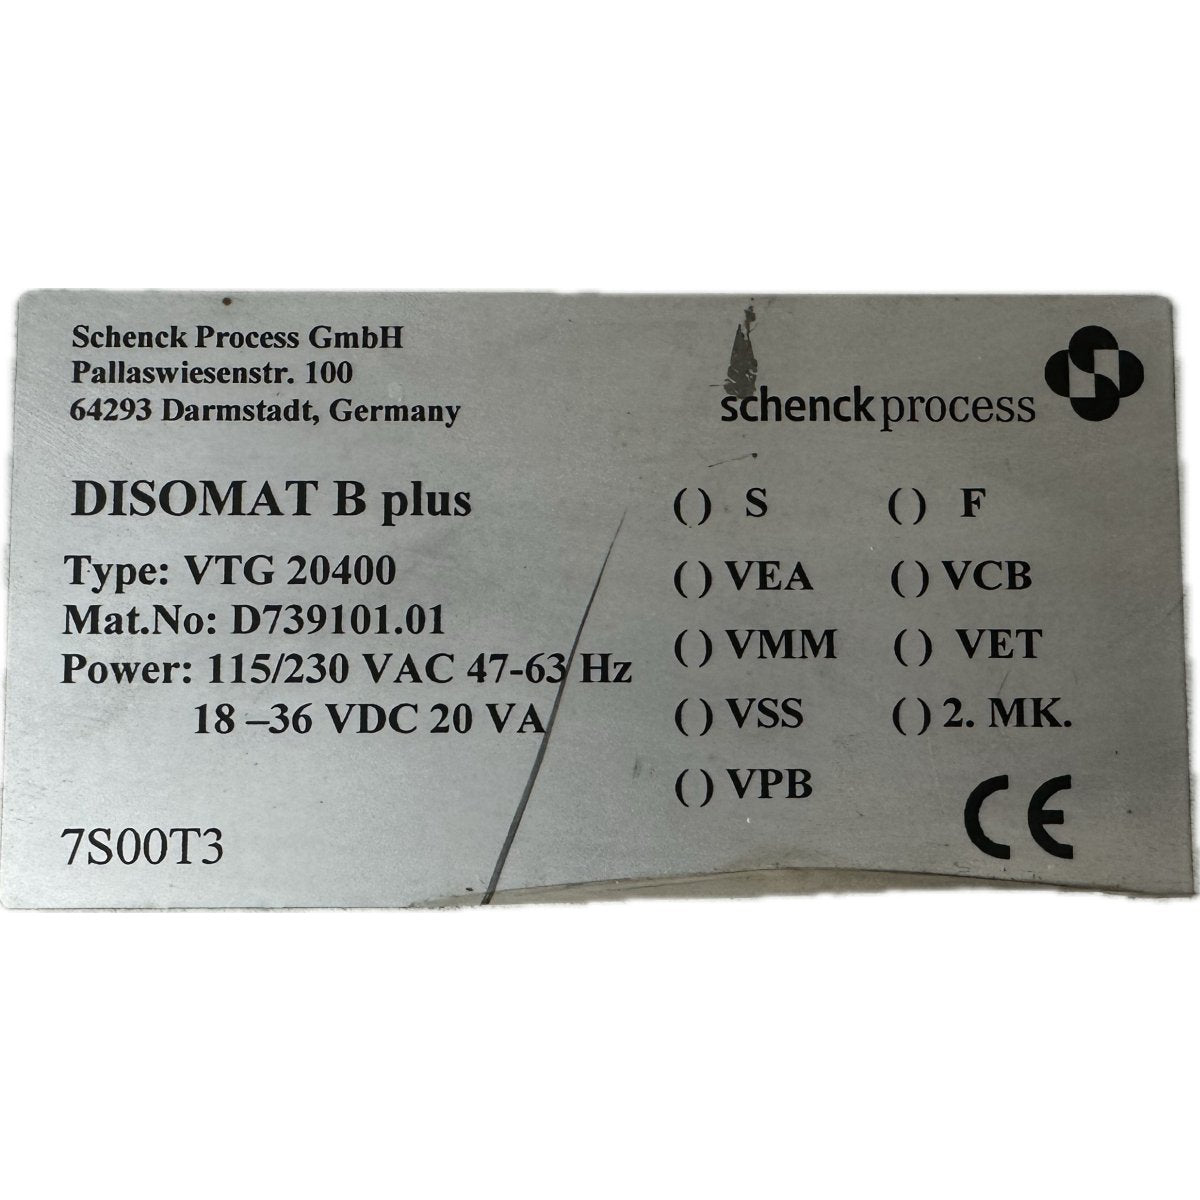 Schenck Process GmbH
Pallaswiesenstr. 100
64293 Darmstadt, Germany
schenckprocess
DISOMAT B plus
Type: VTG 20400
Mat.No: D739101.01
Power: 115/230 VAC 47-63 Hz
18 –36 VDC 20 VA
7S00T3
( ) S ( ) F
( ) VEA ( ) VCB
( ) VMM ( ) VET
( ) VSS ( ) 2. MK.
( ) VPB
CE